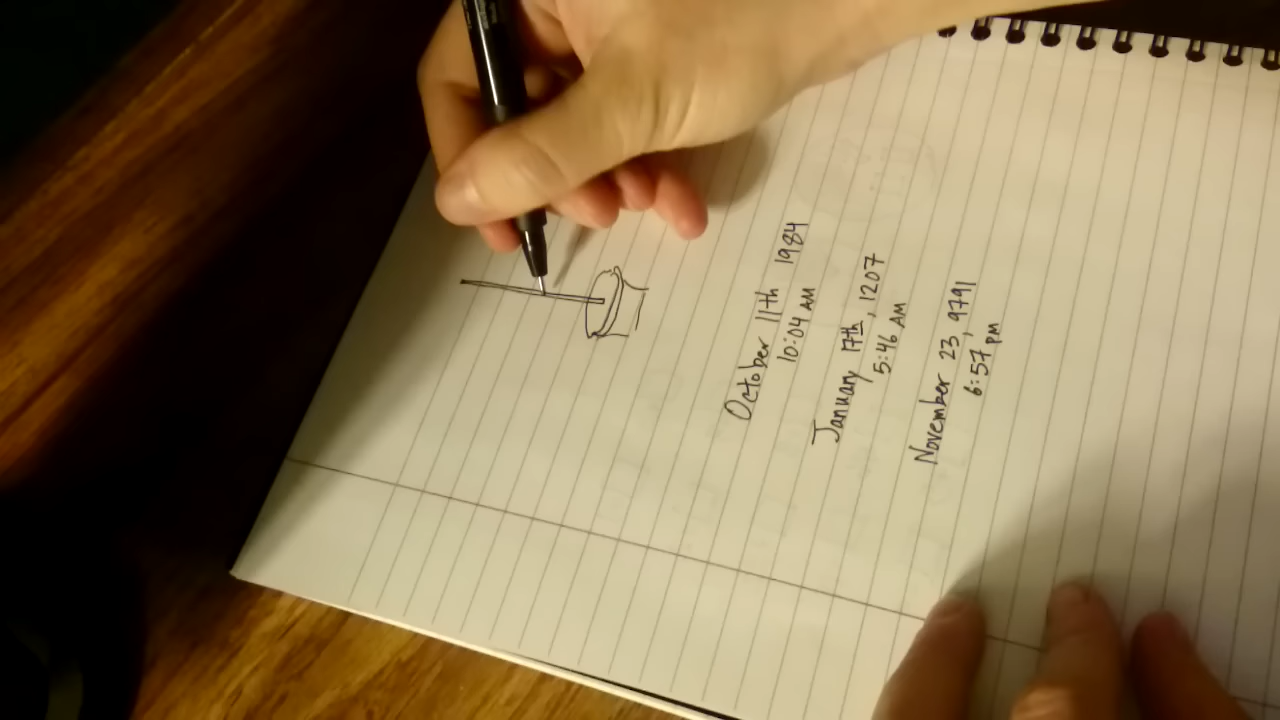 October 11th 1984
10:04 AM
January 17th, 1207
5:46 AM
November 23, 9791
6:57 PM